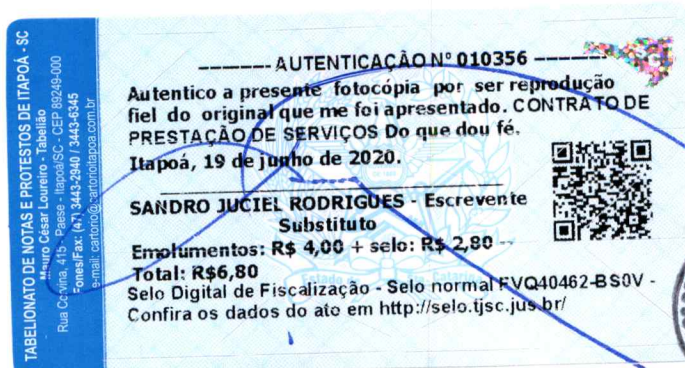 TABELIONATO DE NOTAS E PROTESTOS DE ITAPOÁ - SC
Mauro César Loureiro - Tabelião
Rua Corvina, 415 - Paese - Itapoá/SC - CEP 89249-000
Fones/Fax: (47) 3443-2940 / 3443-6345
e-mail: cartorio@cartorioitapoa.com.br
------- AUTENTICAÇÃO Nº 010356 -------
Autentico a presente fotocópia por ser reprodução
fiel do original que me foi apresentado. CONTRATO DE
PRESTAÇÃO DE SERVIÇOS Do que dou fé.
Itapoá, 19 de junho de 2020.
SANDRO JUCIEL RODRIGUES - Escrevente
Substituto
Emolumentos: R$ 4,00 + selo: R$ 2,80 --
Total: R$6,80
Selo Digital de Fiscalização - Selo normal FVQ40462-BS0V -
Confira os dados do ato em http://selo.tjsc.jus.br/